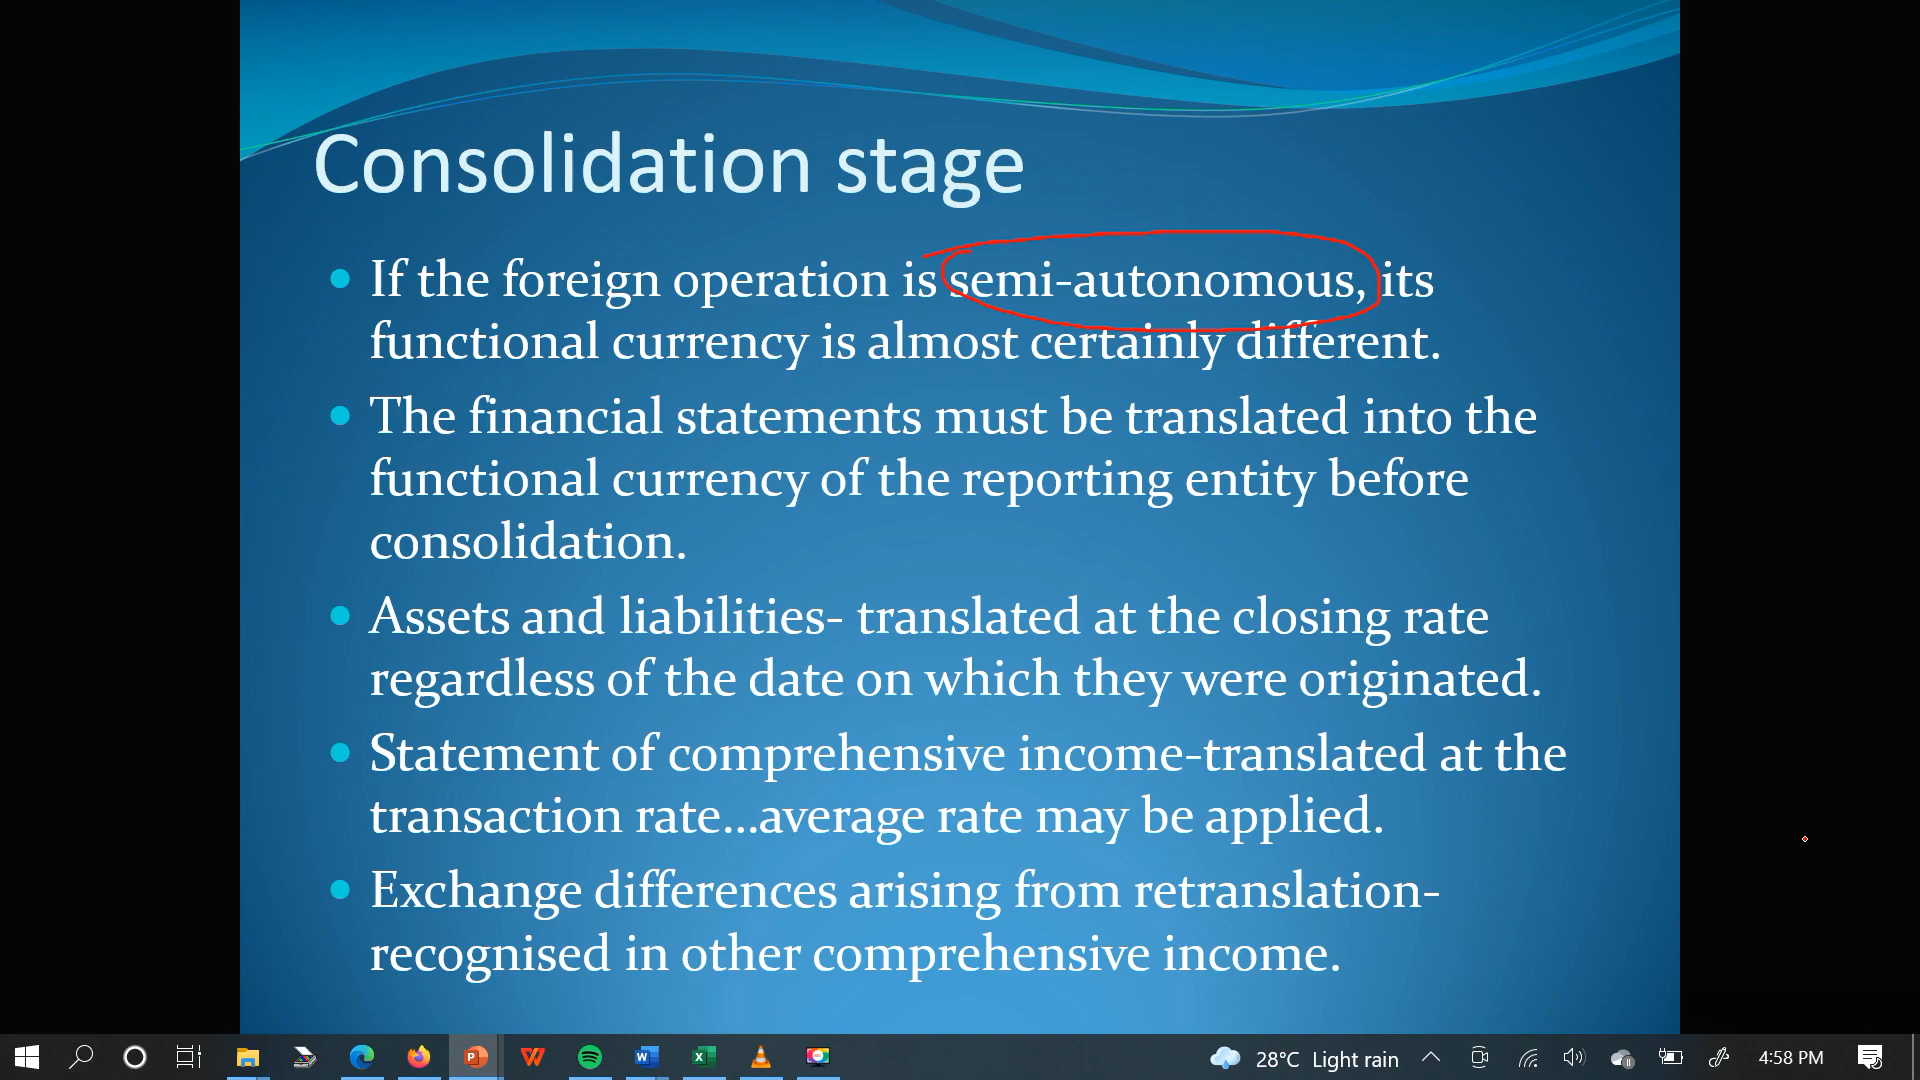 Consolidation stage
If the foreign operation is semi-autonomous, its
functional currency is almost certainly different.
The financial statements must be translated into the
functional currency of the reporting entity before
consolidation.
Assets and liabilities- translated at the closing rate
regardless of the date on which they were originated.
Statement of comprehensive income-translated at the
transaction rate…average rate may be applied.
Exchange differences arising from retranslation-
recognised in other comprehensive income.
28°C Light rain
4:58 PM